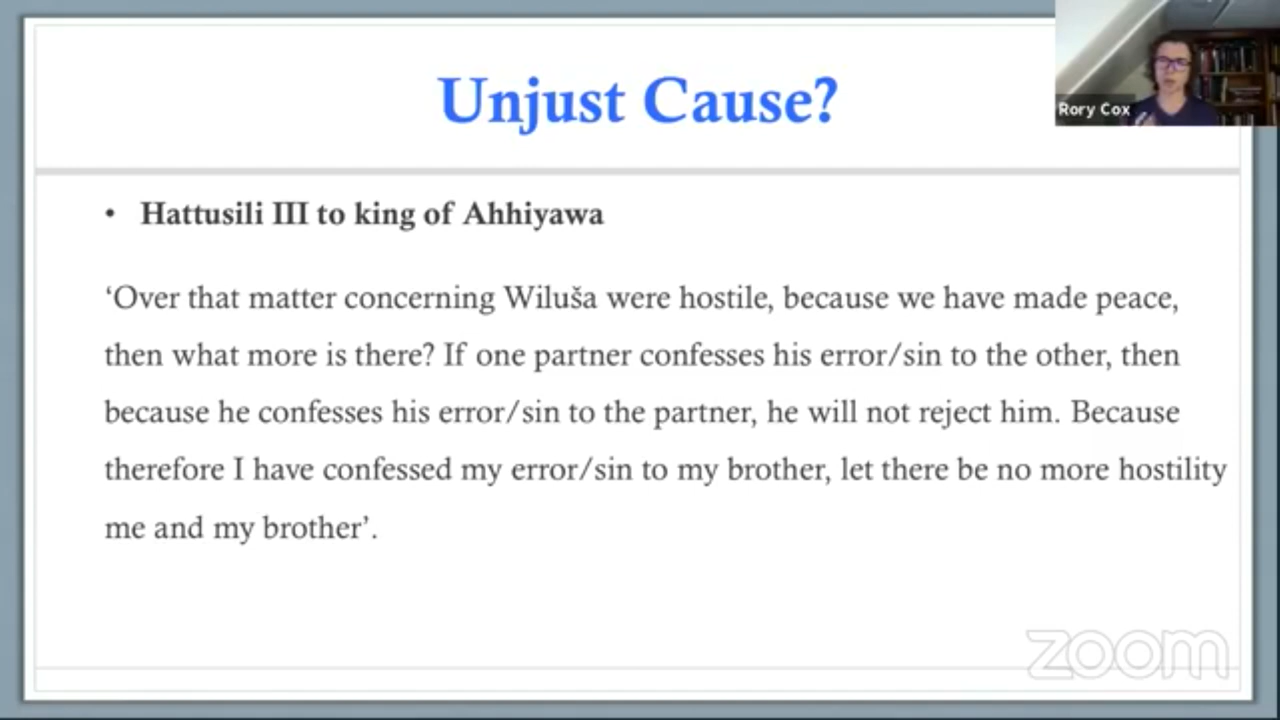 Unjust Cause?
Rory Cox
• Hattusili III to king of Ahhiyawa
‘Over that matter concerning Wiluša were hostile, because we have made peace,
then what more is there? If one partner confesses his error/sin to the other, then
because he confesses his error/sin to the partner, he will not reject him. Because
therefore I have confessed my error/sin to my brother, let there be no more hostility
me and my brother’.
zoom